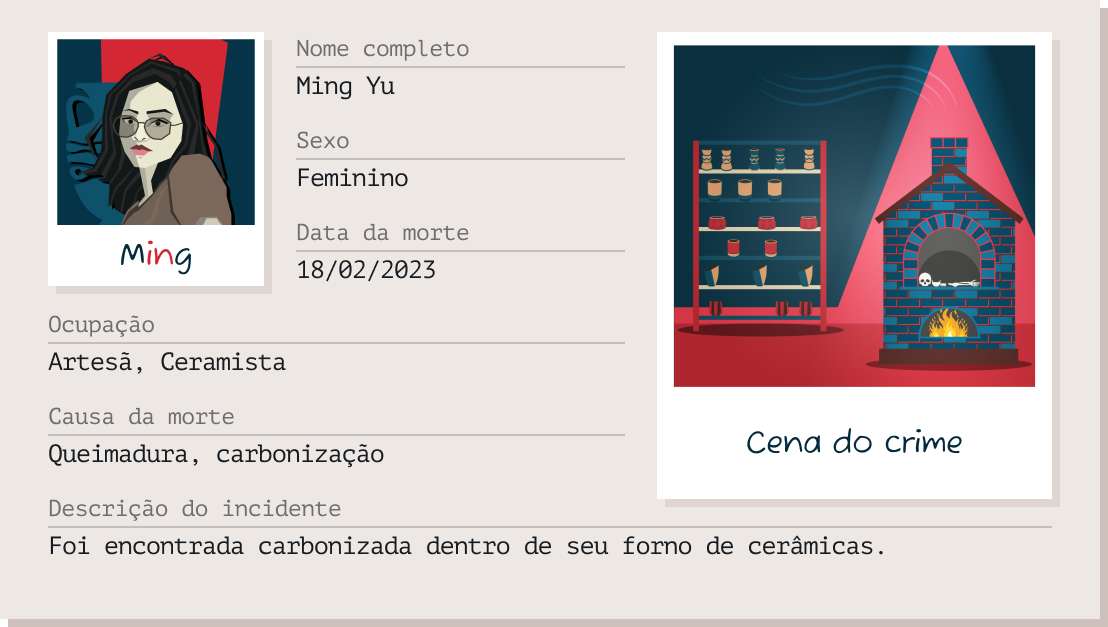 Ming
Nome completo
Ming Yu
Sexo
Feminino
Data da morte
18/02/2023
Ocupação
Artesã, Ceramista
Causa da morte
Queimadura, carbonização
Cena do crime
Descrição do incidente
Foi encontrada carbonizada dentro de seu forno de cerâmicas.